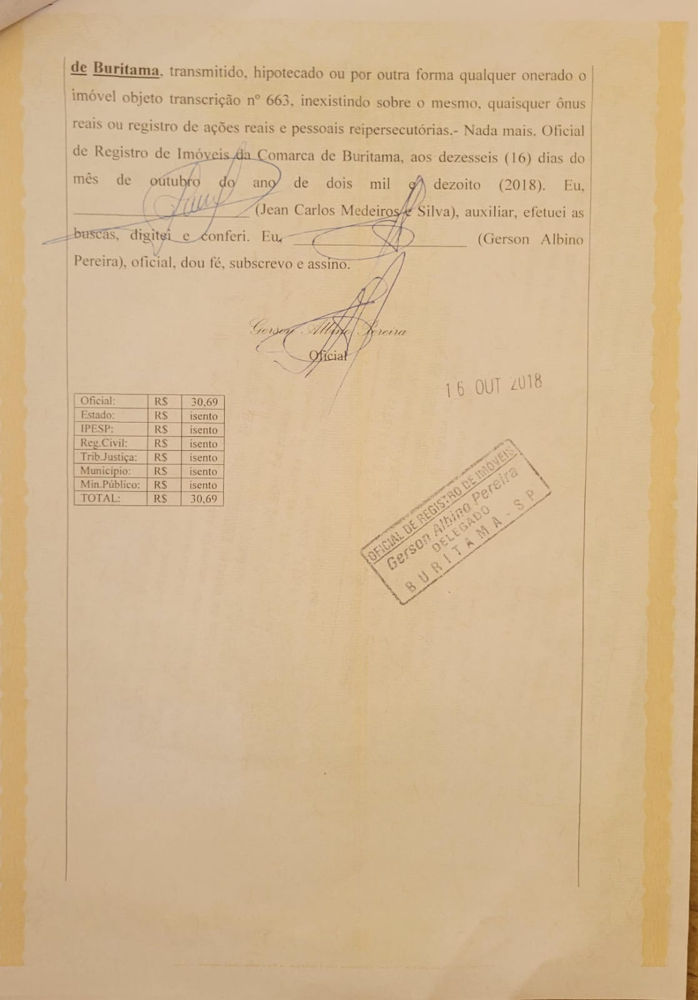 de Buritama, transmitido, hipotecado ou por outra forma qualquer onerado o
imóvel objeto transcrição nº 663, inexistindo sobre o mesmo, quaisquer ônus
reais ou registro de ações reais e pessoais reipersecutórias.- Nada mais. Oficial
de Registro de Imóveis da Comarca de Buritama, aos dezesseis (16) dias do
mês de outubro do ano de dois mil e dezoito (2018). Eu,
____________________ (Jean Carlos Medeiros e Silva), auxiliar, efetuei as
buscas, digitei e conferi. Eu, ____________________ (Gerson Albino
Pereira), oficial, dou fé, subscrevo e assino.
Gerson Albino Pereira
Oficial
16 OUT 2018
Oficial: R$ 30,69
Estado: R$ isento
IPESP: R$ isento
Reg.Civil: R$ isento
Trib.Justiça: R$ isento
Município: R$ isento
Min.Público: R$ isento
TOTAL: R$ 30,69
OFICIAL DE REGISTRO DE IMÓVEIS
Gerson Albino Pereira
DELEGADO
BURITAMA - SP